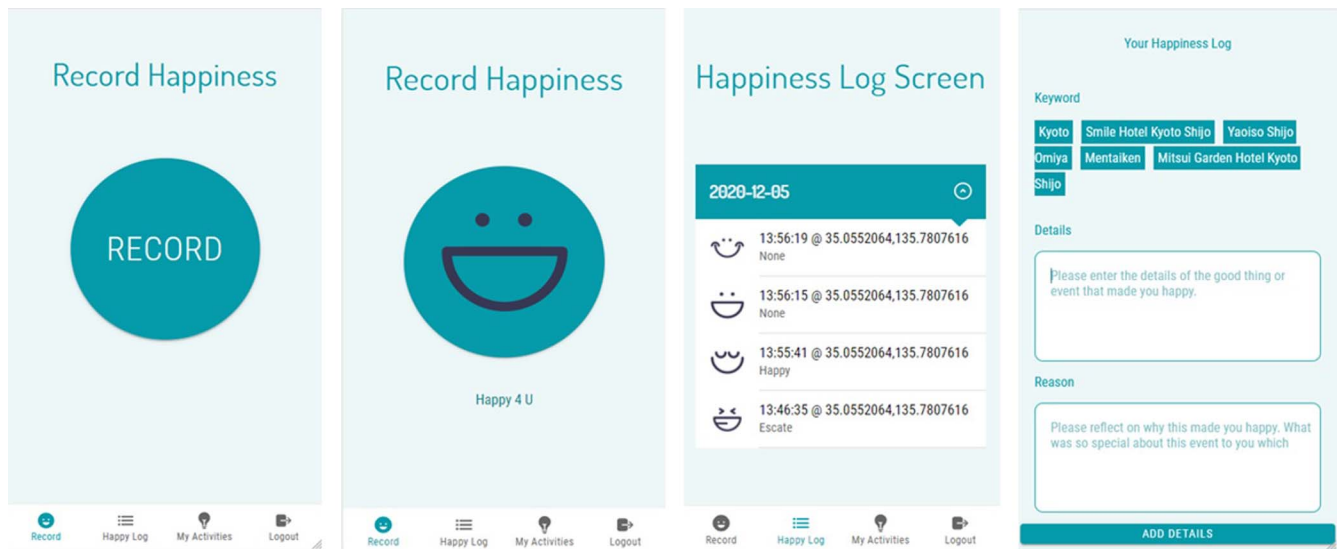 Record Happiness
RECORD
Record
Happy Log
My Activities
Logout
Record Happiness
Happy 4 U
Record
Happy Log
My Activities
Logout
Happiness Log Screen
2020-12-05
13:56:19 @ 35.0552064,135.7807616
None
13:56:15 @ 35.0552064,135.7807616
None
13:55:41 @ 35.0552064,135.7807616
Happy
13:46:35 @ 35.0552064,135.7807616
Escate
Record
Happy Log
My Activities
Logout
Your Happiness Log
Keyword
Kyoto Smile Hotel Kyoto Shijo Yaoiso Shijo
Omiya Mentaiken Mitsui Garden Hotel Kyoto
Shijo
Details
Please enter the details of the good thing or
event that made you happy.
Reason
Please reflect on why this made you happy. What
was so special about this event to you which
ADD DETAILS